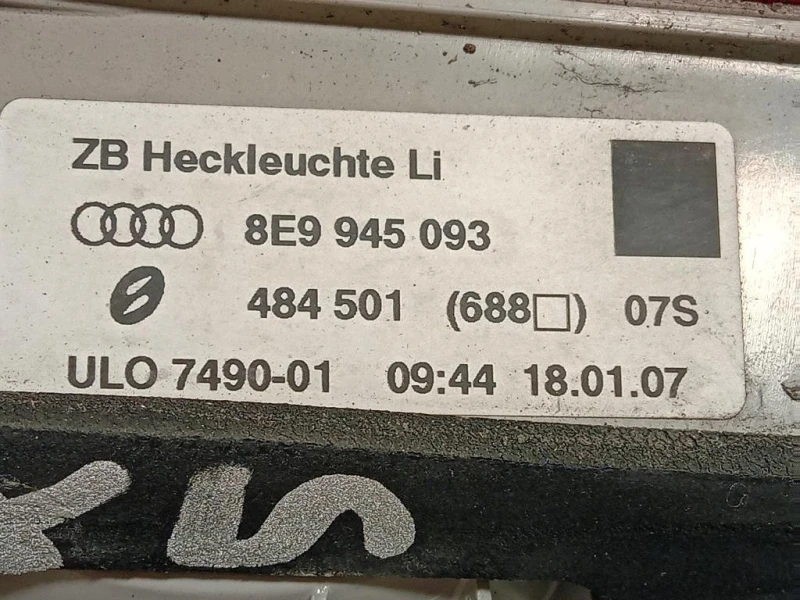 ZB Heckleuchte Li
8E9 945 093
484 501 (688□) 07S
ULO 7490-01 09:44 18.01.07